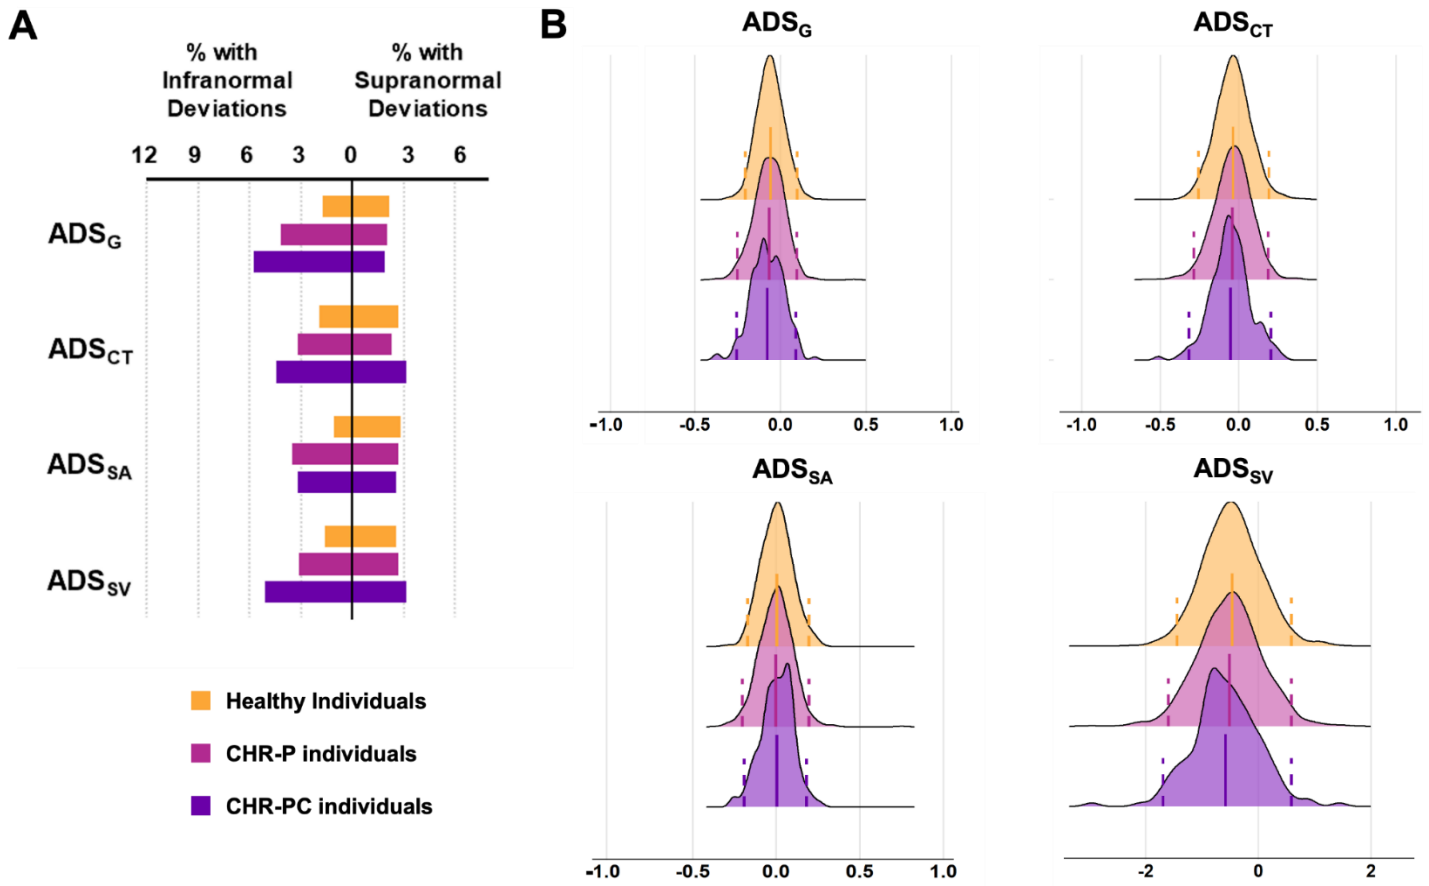 A
% with
Infranormal
Deviations
% with
Supranormal
Deviations
12 9 6 3 0 3 6
ADSG
ADSCT
ADSSA
ADSSV
Healthy Individuals
CHR-P individuals
CHR-PC individuals
B
ADSG
-1.0 -0.5 0.0 0.5 1.0
ADSCT
-1.0 -0.5 0.0 0.5 1.0
ADSSA
-1.0 -0.5 0.0 0.5 1.0
ADSSV
-2 0 2